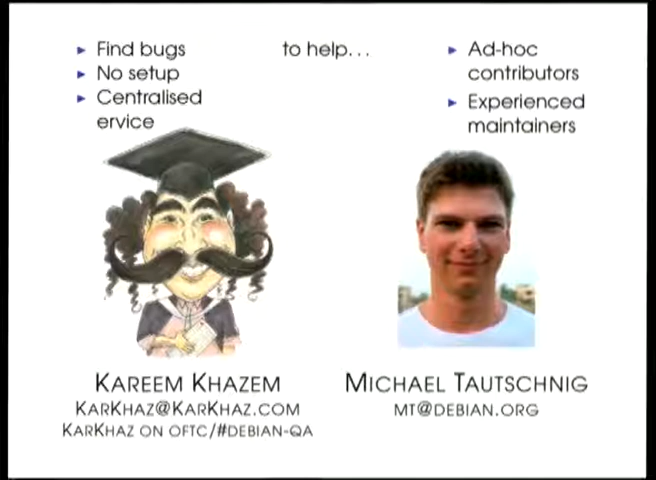 Find bugs
No setup
Centralised
ervice
to help...
Ad-hoc
contributors
Experienced
maintainers
KAREEM KHAZEM
KARKHAZ@KARKHAZ.COM
KARKHAZ ON OFTC/#DEBIAN-QA
MICHAEL TAUTSCHNIG
MT@DEBIAN.ORG